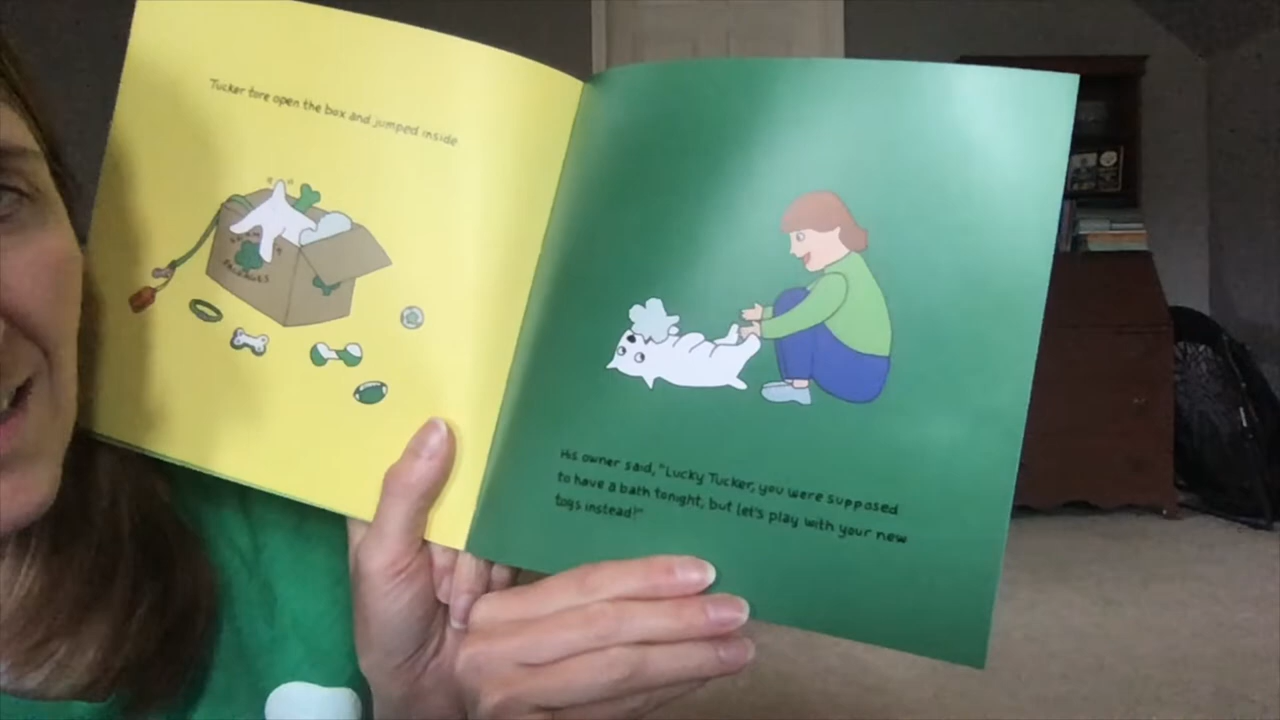 Tucker tore open the box and jumped inside
His owner said, "Lucky Tucker, you were supposed
to have a bath tonight, but let's play with your new
toys instead!"